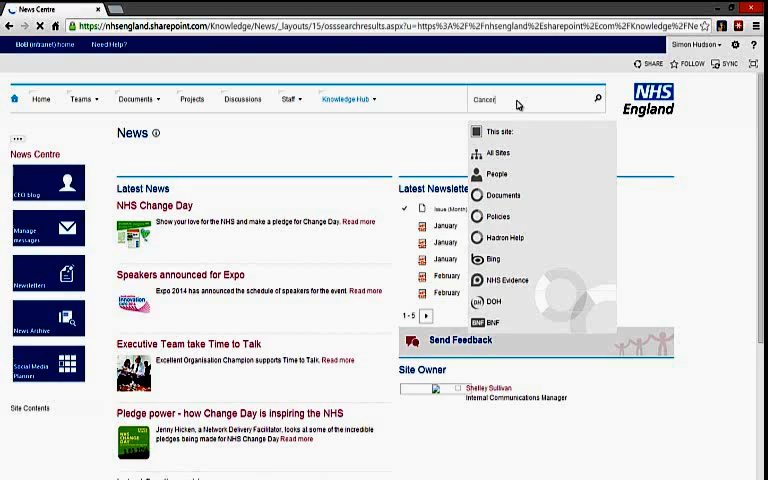 News Centre
https://nhsengland.sharepoint.com/Knowledge/News/_layouts/15/osssearchresults.aspx?u=https%3A%2F%2Fnhsengland%2Esharepoint%2Ecom%2FKnowledge%2FNe
BoB (intranet) home
Need Help?
Simon Hudson
SHARE
FOLLOW
SYNC
Home
Teams
Documents
Projects
Discussions
Staff
Knowledge Hub
Cancer
NHS
England
This site:
All Sites
People
Documents
Policies
Hadron Help
Bing
NHS Evidence
DOH
BNF BNF
News
News Centre
CEO blog
Manage
messages
Newsletters
News Archive
Social Media
Planner
Site Contents
Latest News
NHS Change Day
Show your love for the NHS and make a pledge for Change Day. Read more
Speakers announced for Expo
Expo 2014 has announced the schedule of speakers for the event. Read more
Executive Team take to Time to Talk
Excellent Organisation Champion supports Time to Talk. Read more
Pledge power - how Change Day is inspiring the NHS
Jenny Hicken, a Network Delivery Facilitator, looks at some of the incredible
pledges being made for NHS Change Day Read more
Latest Newslette
Issue (Month)
January
January
January
February
February
1 - 5
Send Feedback
Site Owner
Shelley Sullivan
Internal Communications Manager